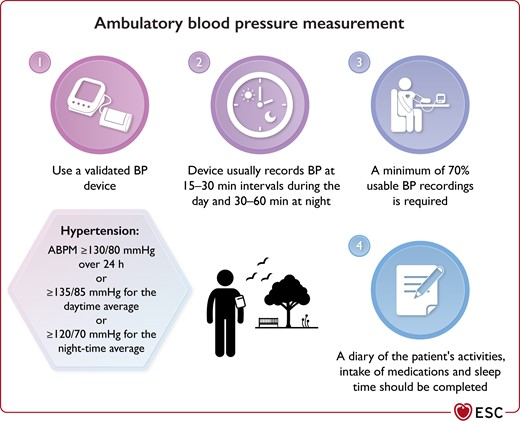 Ambulatory blood pressure measurement
1
Use a validated BP
device
2
Device usually records BP at
15–30 min intervals during the
day and 30–60 min at night
3
A minimum of 70%
usable BP recordings
is required
Hypertension:
ABPM ≥130/80 mmHg
over 24 h
or
≥135/85 mmHg for the
daytime average
or
≥120/70 mmHg for the
night-time average
4
A diary of the patient's activities,
intake of medications and sleep
time should be completed
ESC